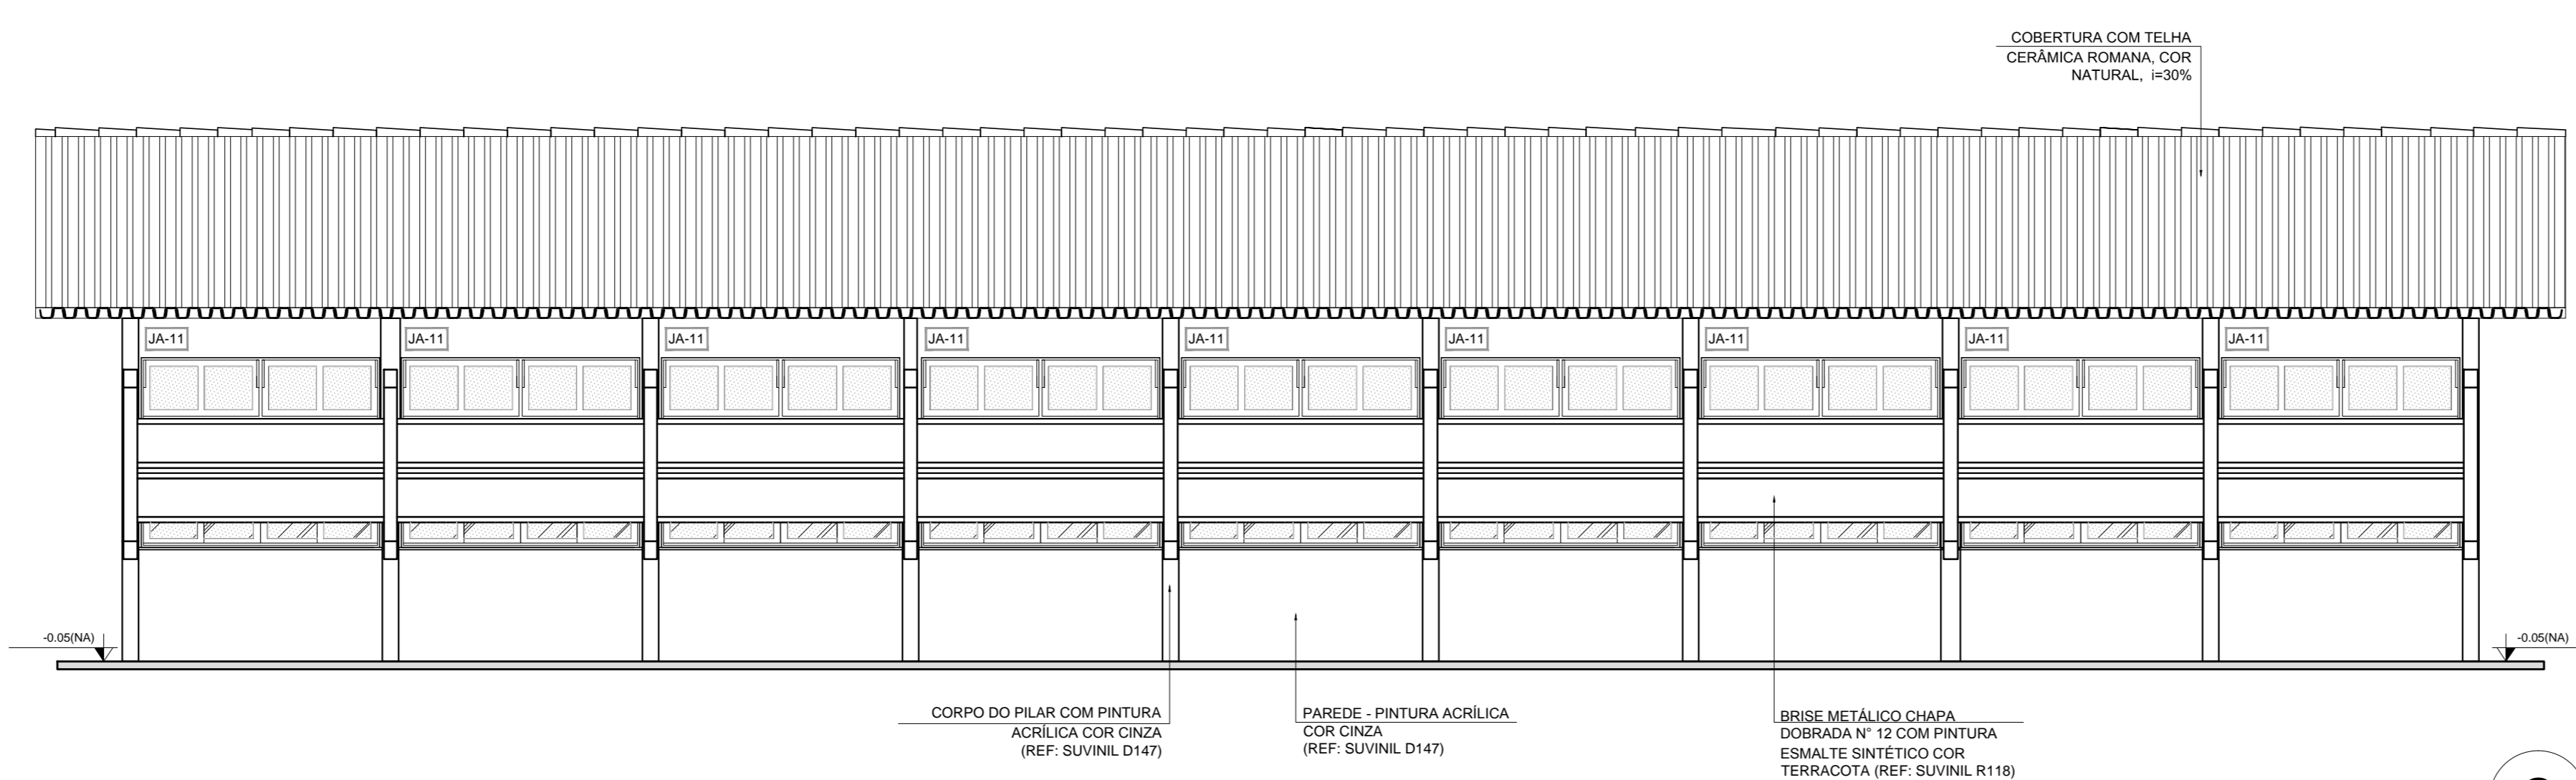 COBERTURA COM TELHA
CERÂMICA ROMANA, COR
NATURAL, i=30%
JA-11
JA-11
JA-11
JA-11
JA-11
JA-11
JA-11
JA-11
JA-11
-0.05(NA)
-0.05(NA)
CORPO DO PILAR COM PINTURA
ACRÍLICA COR CINZA
(REF: SUVINIL D147)
PAREDE - PINTURA ACRÍLICA
COR CINZA
(REF: SUVINIL D147)
BRISE METÁLICO CHAPA
DOBRADA N° 12 COM PINTURA
ESMALTE SINTÉTICO COR
TERRACOTA (REF: SUVINIL R118)